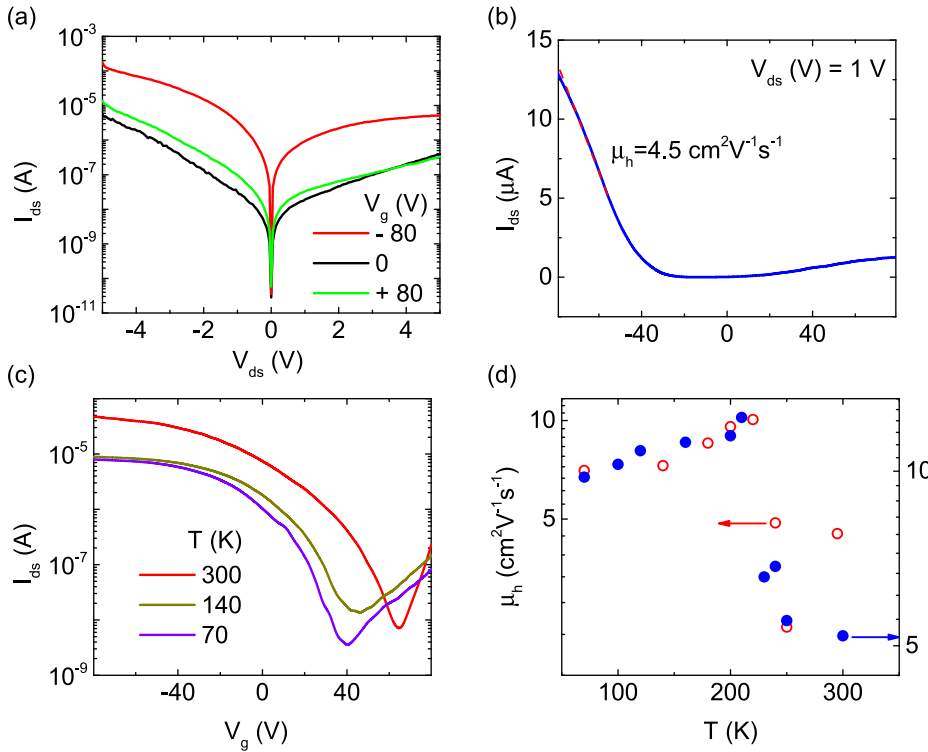 (a)
10⁻³
10⁻⁵
10⁻⁷
10⁻⁹
10⁻¹¹
I_ds (A)
V_g (V)
- 80
0
+ 80
-4
-2
0
2
4
V_ds (V)
(b)
15
10
5
0
I_ds (μA)
V_ds (V) = 1 V
μ_h=4.5 cm²V⁻¹s⁻¹
-40
0
40
80
(c)
10⁻⁵
10⁻⁷
10⁻⁹
I_ds (A)
T (K)
300
140
70
-40
0
40
80
V_g (V)
(d)
10
5
μ_h (cm²V⁻¹s⁻¹)
10
5
100
200
300
T (K)